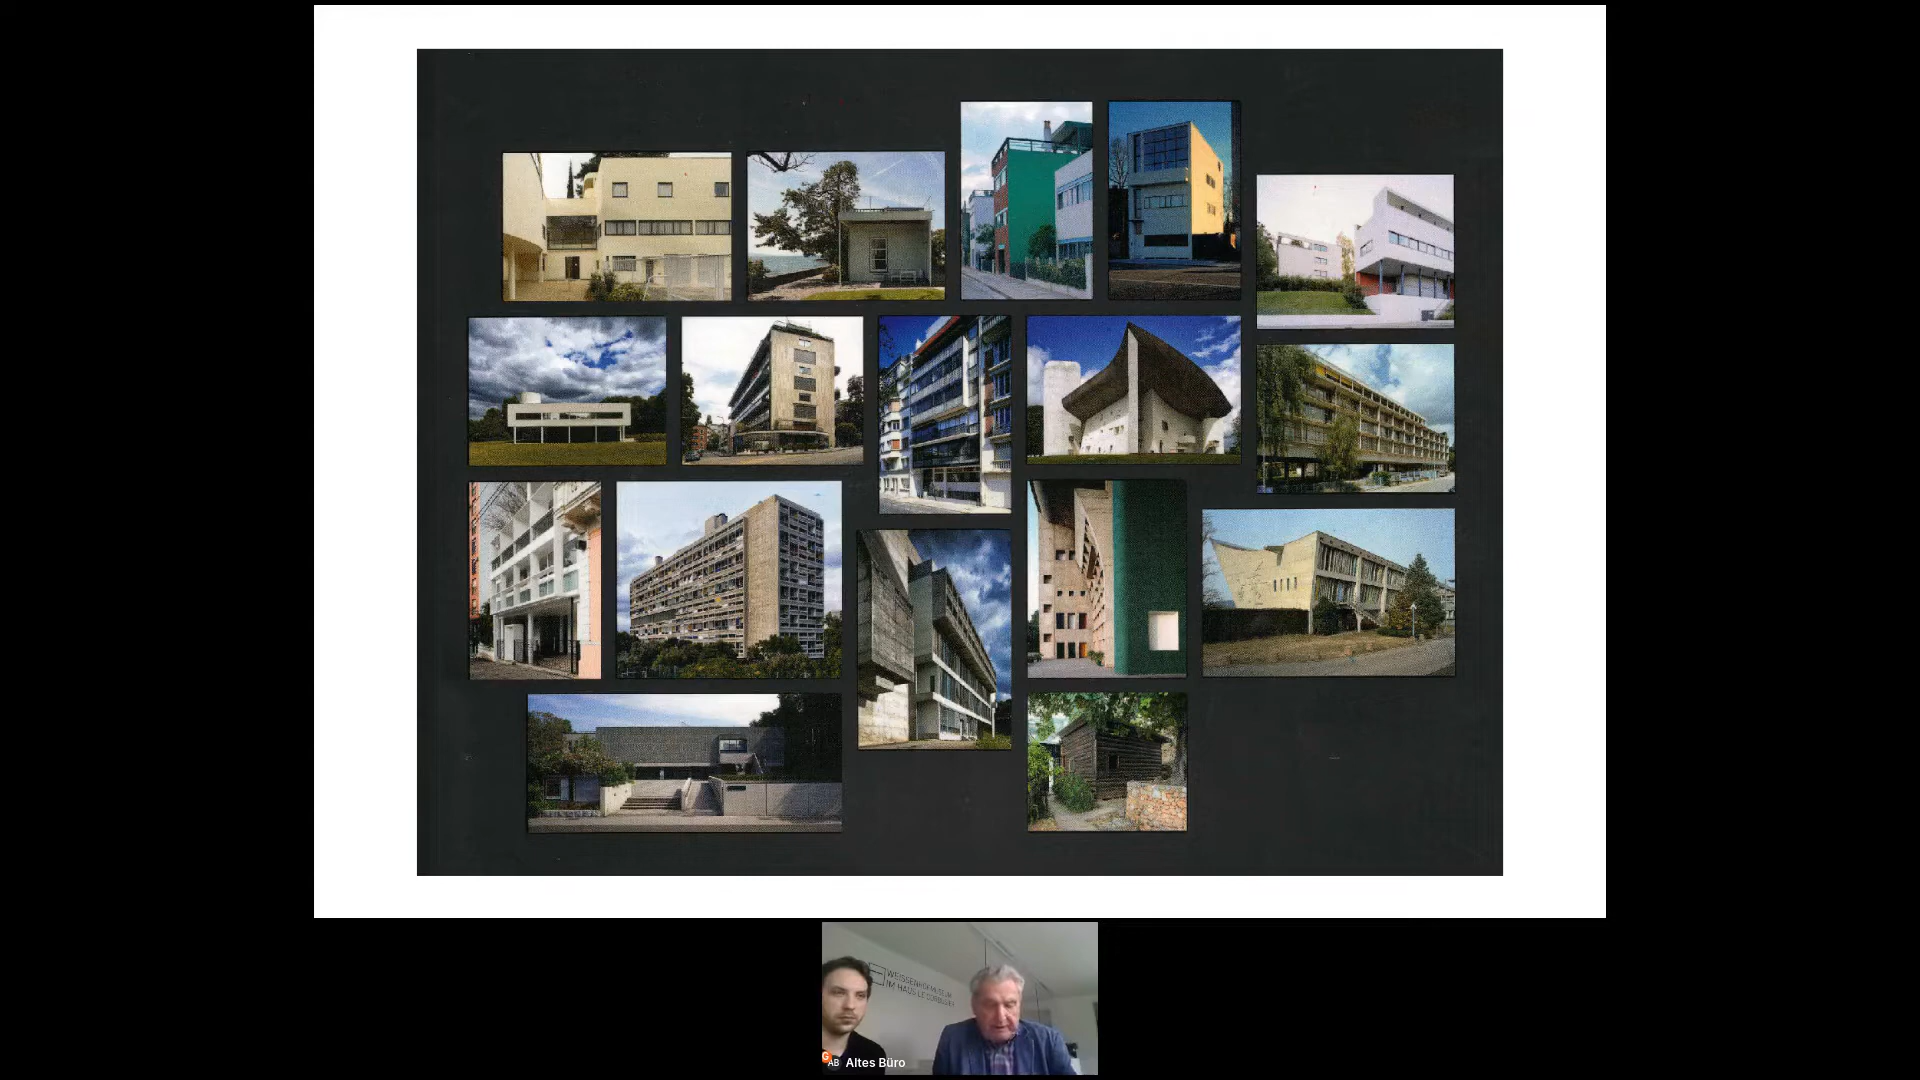 WEISSENHOFMUSEUM
IM HAUS LE CORBUSIER
G
AB
Altes Büro